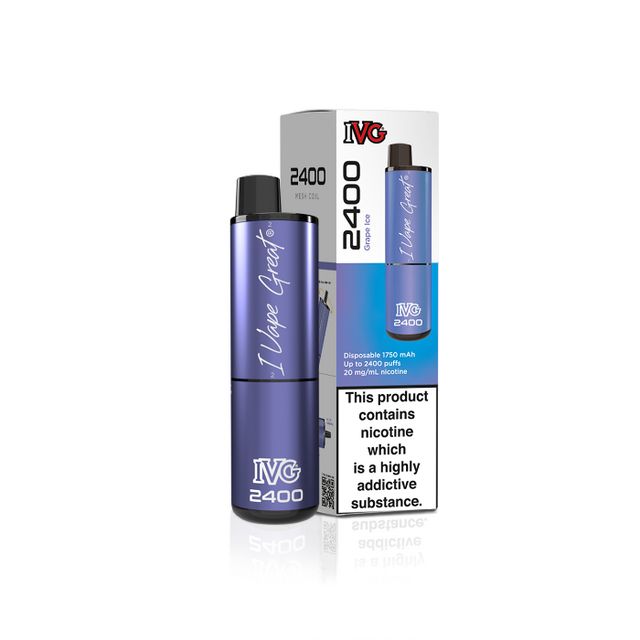 I Vape Great®
IVG
2400
2400
MESH COIL
IVG
2400
Grape Ice
I Vape Great®
IVG
2400
Disposable 1750 mAh
Up to 2400 puffs
20 mg/mL nicotine
This product
contains
nicotine
which
is a highly
addictive
substance.